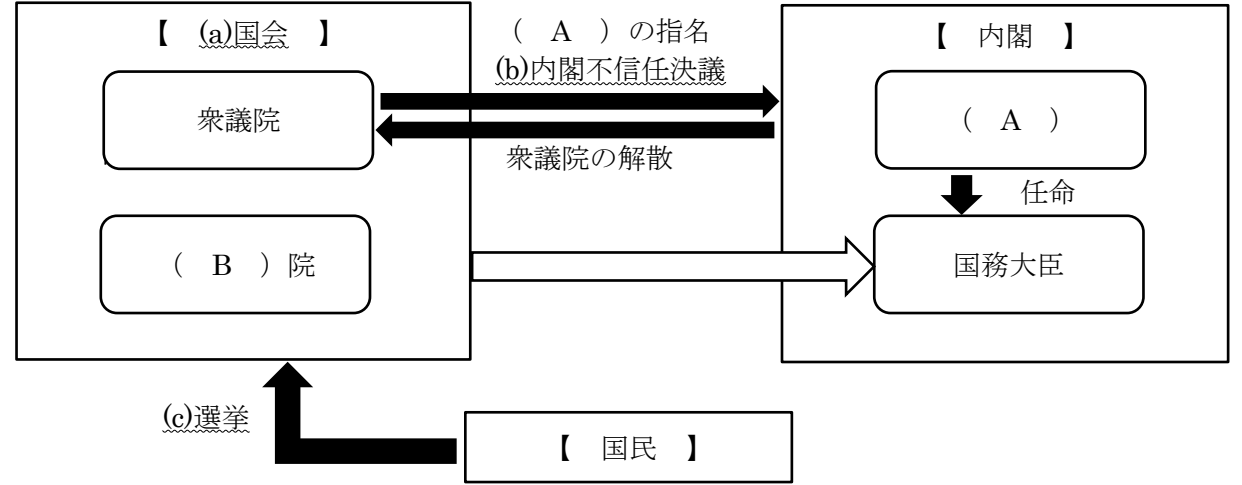 【　(a)国会　】
衆議院
（　B　）院
（　A　）の指名
(b)内閣不信任決議
衆議院の解散
【　内閣　】
（　A　）
任命
国務大臣
(c)選挙
【　国民　】